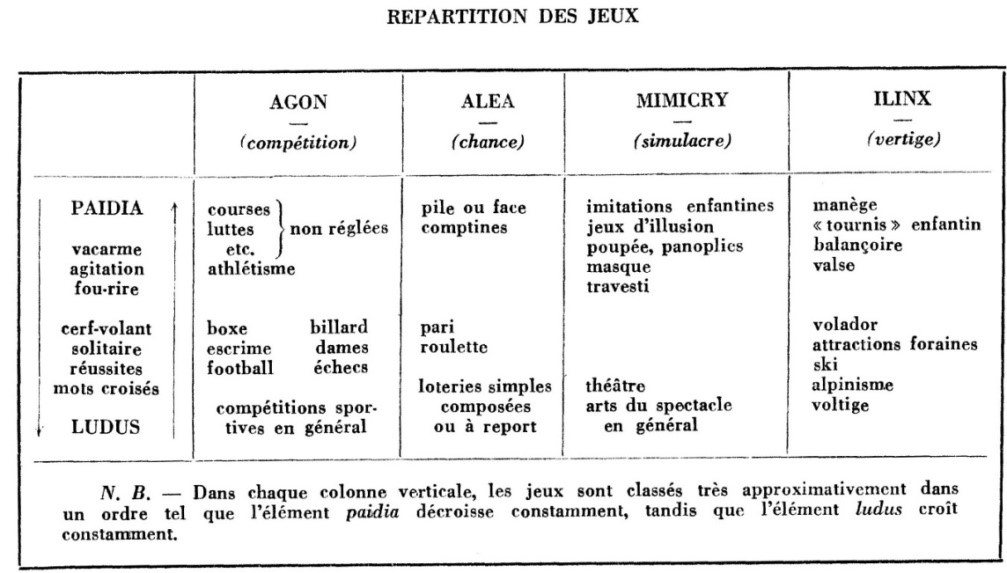 REPARTITION DES JEUX
AGON
(compétition)
ALEA
(chance)
MIMICRY
(simulacre)
ILINX
(vertige)
PAIDIA
vacarme
agitation
fou-rire
cerf-volant
solitaire
réussites
mots croisés
LUDUS
courses
luttes
etc.
non réglées
athlétisme
boxe billard
escrime dames
football échecs
compétitions spor-
tives en général
pile ou face
comptines
pari
roulette
loteries simples
composées
ou à report
imitations enfantines
jeux d'illusion
poupée, panoplies
masque
travesti
théâtre
arts du spectacle
en général
manège
« tournis » enfantin
balançoire
valse
volador
attractions foraines
ski
alpinisme
voltige
N. B. — Dans chaque colonne verticale, les jeux sont classés très approximativement dans
un ordre tel que l'élément paidia décroisse constamment, tandis que l'élément ludus croît
constamment.